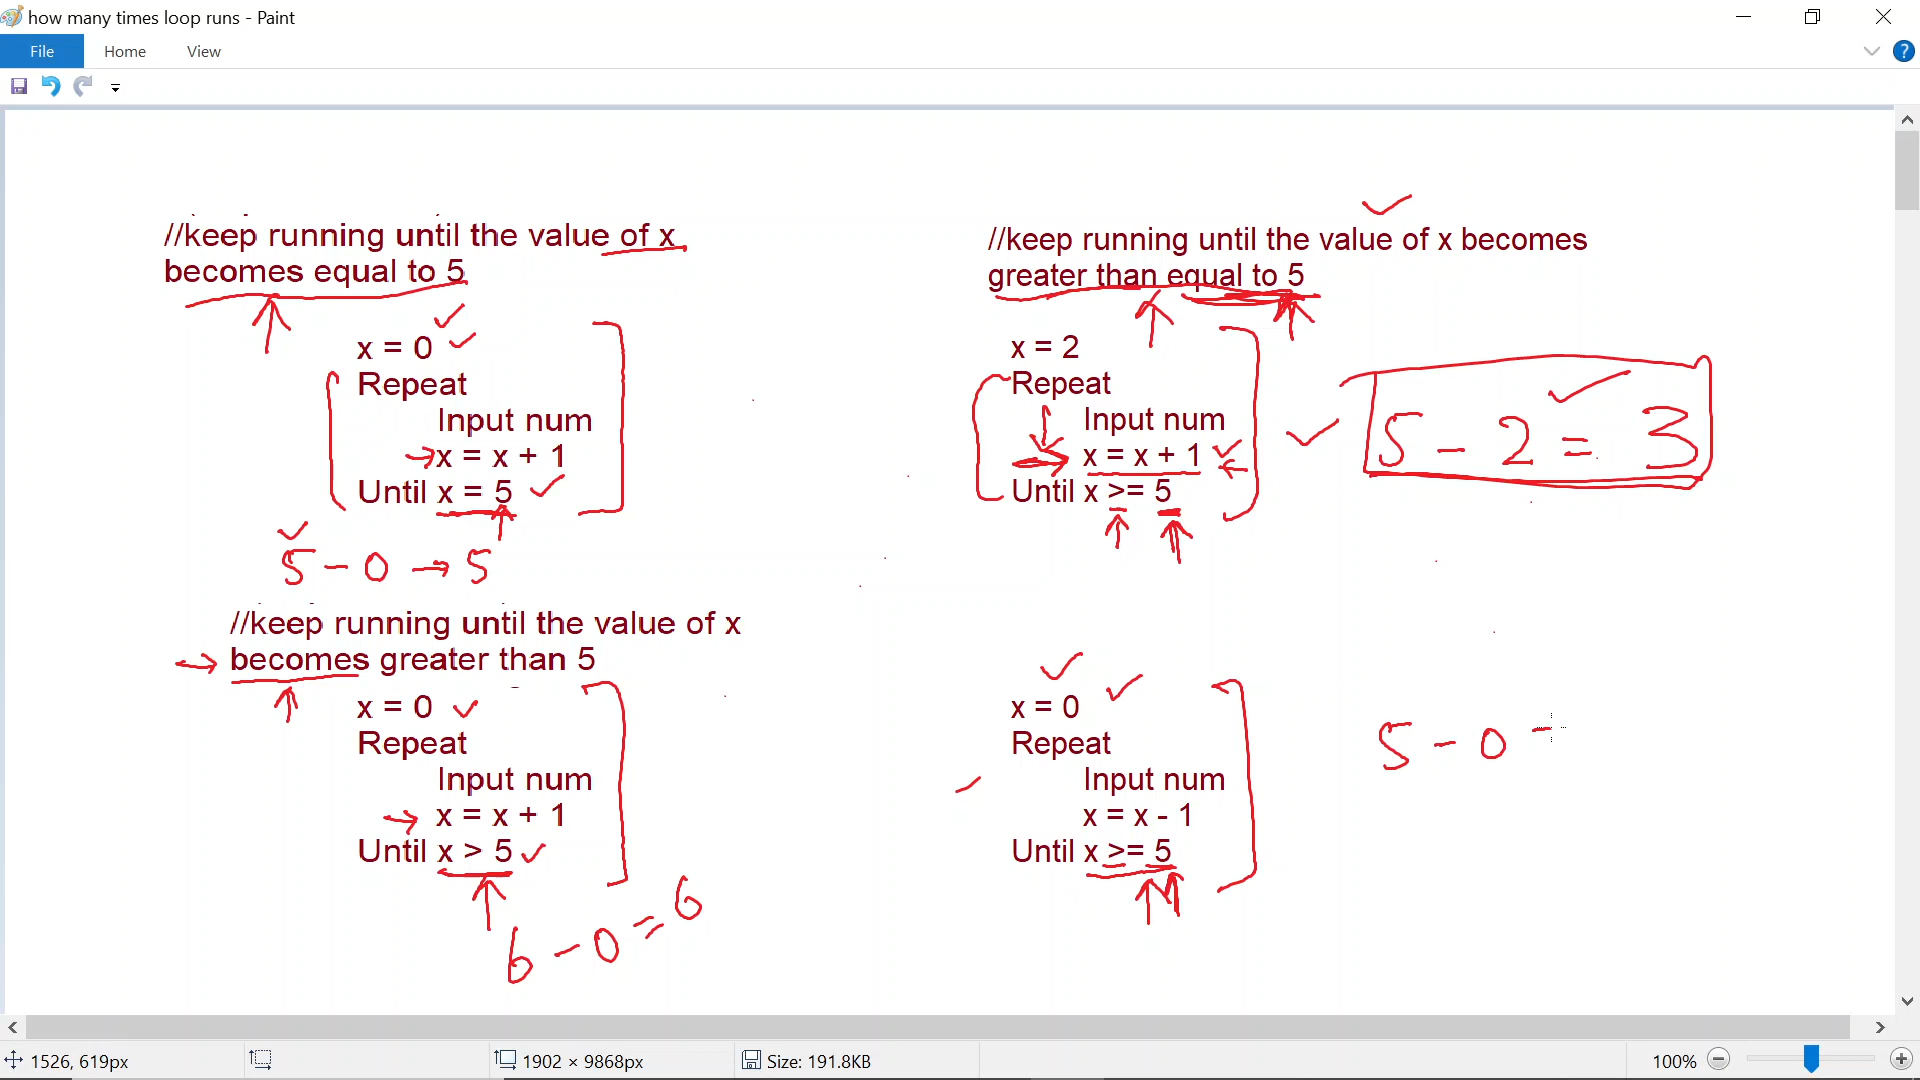 how many times loop runs - Paint
File Home View
//keep running until the value of x
becomes equal to 5
x = 0
Repeat
Input num
x = x + 1
Until x = 5
5 - 0 → 5
//keep running until the value of x becomes
greater than equal to 5
x = 2
Repeat
Input num
x = x + 1
Until x >= 5
5 - 2 = 3
//keep running until the value of x
becomes greater than 5
x = 0
Repeat
Input num
x = x + 1
Until x > 5
6 - 0 = 6
x = 0
Repeat
Input num
x = x - 1
Until x >= 5
5 - 0 -
1526, 619px
1902 × 9868px
Size: 191.8KB
100%